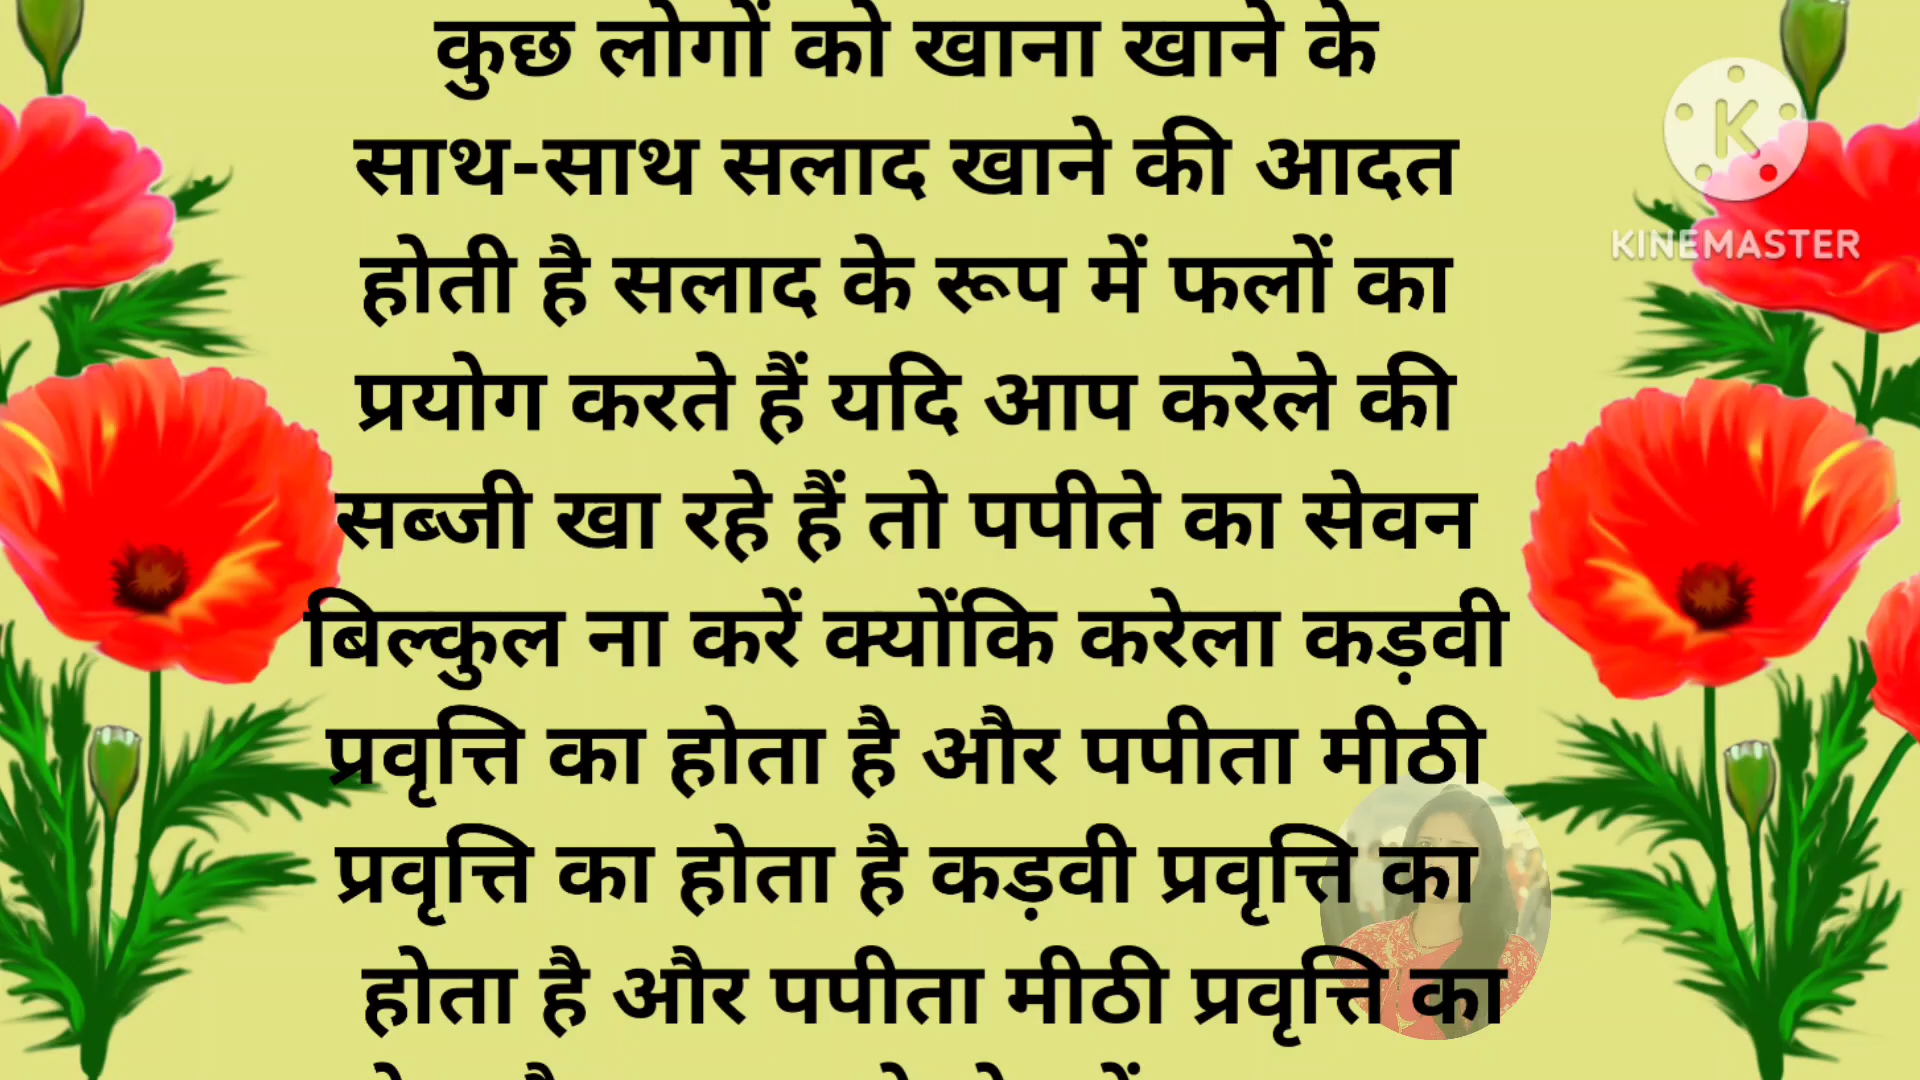 कुछ लोगों को खाना खाने के
साथ-साथ सलाद खाने की आदत
होती है सलाद के रूप में फलों का
प्रयोग करते हैं यदि आप करेले की
सब्जी खा रहे हैं तो पपीते का सेवन
बिल्कुल ना करें क्योंकि करेला कड़वी
प्रवृत्ति का होता है और पपीता मीठी
प्रवृत्ति का होता है कड़वी प्रवृत्ति का
होता है और पपीता मीठी प्रवृत्ति का
K
KINEMASTER